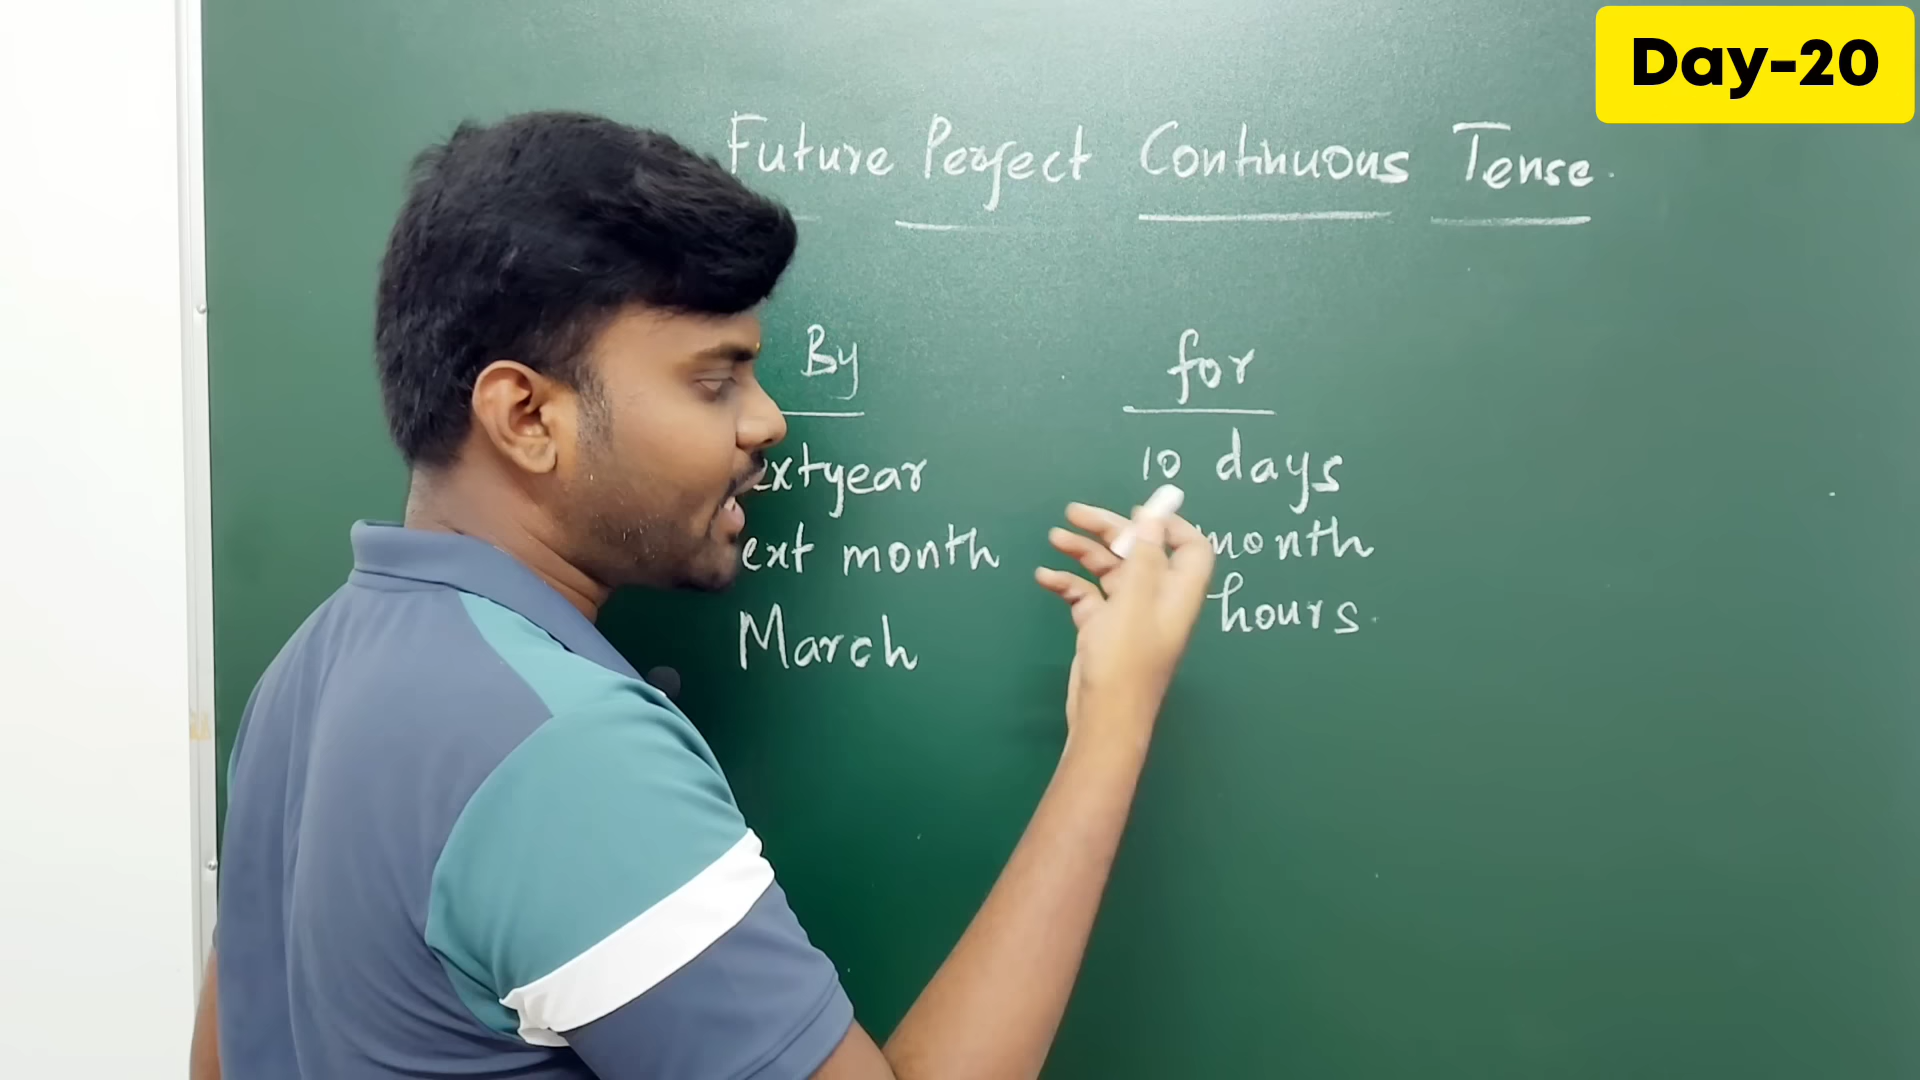 Day-20
Future Perfect Continuous Tense.
By for
extyear 10 days
ext month month
March hours.